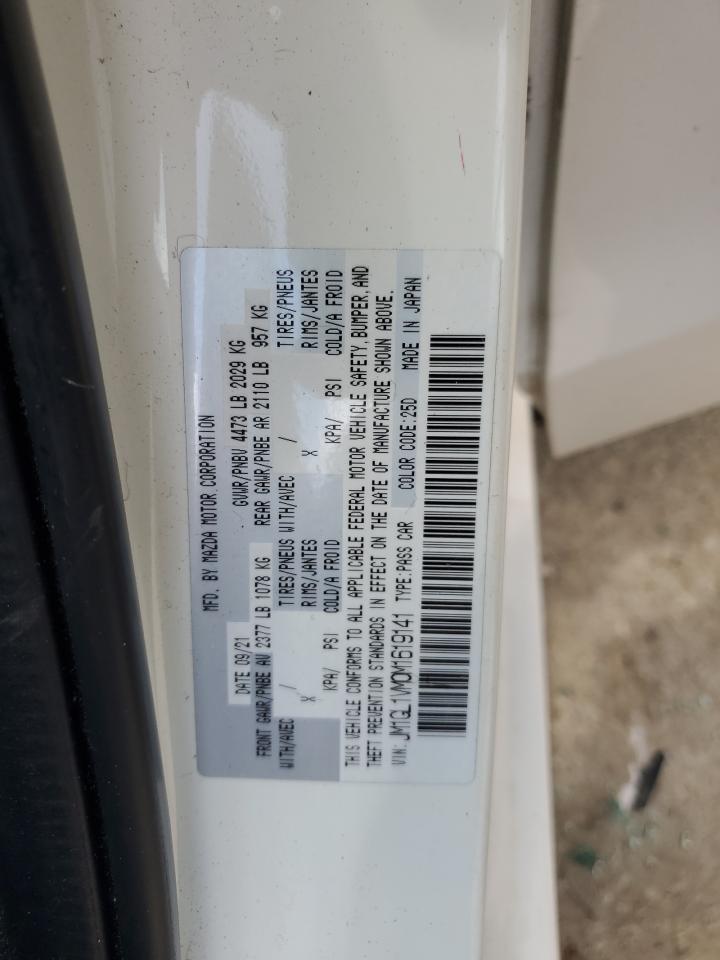 MFD. BY MAZDA MOTOR CORPORATION
DATE 09/21 GVWR/PNBV 4473 LB 2029 KG
FRONT GAWR/PNBE AV 2377 LB 1078 KG REAR GAWR/PNBE AR 2110 LB 957 KG
WITH/AVEC / TIRES/PNEUS WITH/AVEC / TIRES/PNEUS
X RIMS/JANTES X RIMS/JANTES
KPA/ PSI COLD/A FROID KPA/ PSI COLD/A FROID
THIS VEHICLE CONFORMS TO ALL APPLICABLE FEDERAL MOTOR VEHICLE SAFETY, BUMPER, AND
THEFT PREVENTION STANDARDS IN EFFECT ON THE DATE OF MANUFACTURE SHOWN ABOVE.
VIN: JM1GL1VM0M1619141 TYPE:PASS CAR COLOR CODE:25D MADE IN JAPAN